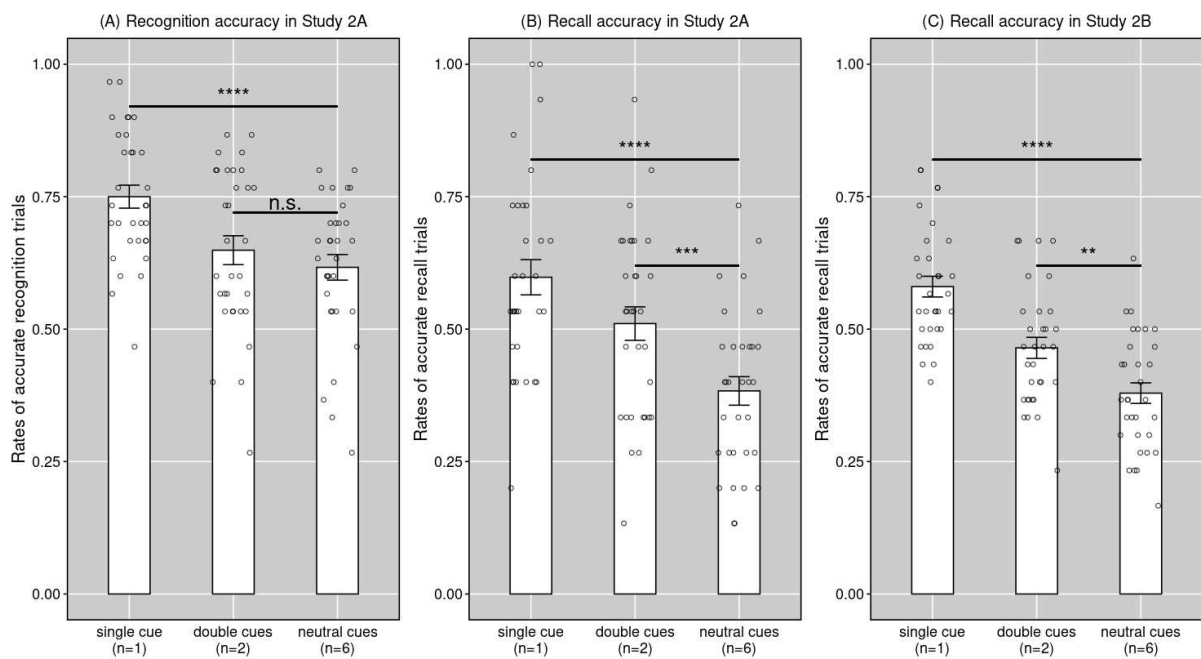 (A) Recognition accuracy in Study 2A
Rates of accurate recognition trials
1.00
0.75
0.50
0.25
0.00
****
n.s.
single cue
(n=1)
double cues
(n=2)
neutral cues
(n=6)
(B) Recall accuracy in Study 2A
Rates of accurate recall trials
1.00
0.75
0.50
0.25
0.00
****
***
single cue
(n=1)
double cues
(n=2)
neutral cues
(n=6)
(C) Recall accuracy in Study 2B
Rates of accurate recall trials
1.00
0.75
0.50
0.25
0.00
****
**
single cue
(n=1)
double cues
(n=2)
neutral cues
(n=6)